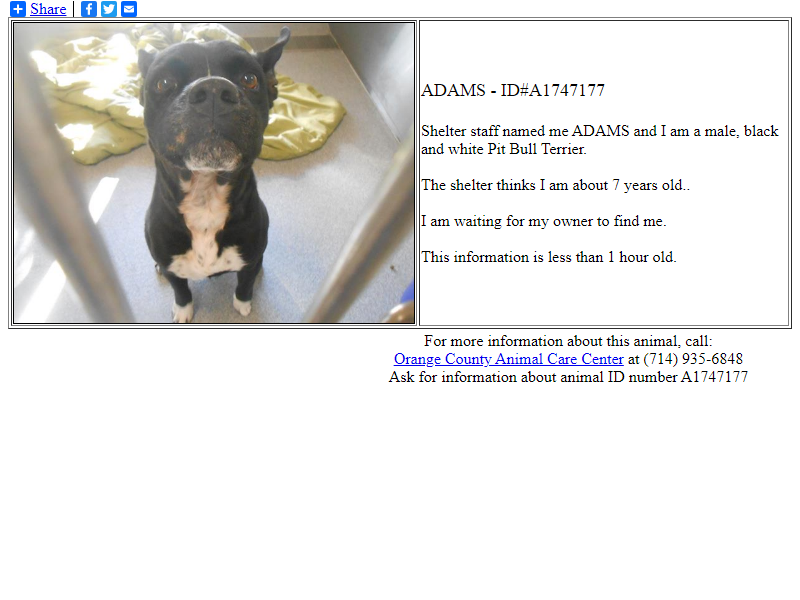 Share |
ADAMS - ID#A1747177
Shelter staff named me ADAMS and I am a male, black
and white Pit Bull Terrier.
The shelter thinks I am about 7 years old..
I am waiting for my owner to find me.
This information is less than 1 hour old.
For more information about this animal, call:
Orange County Animal Care Center at (714) 935-6848
Ask for information about animal ID number A1747177